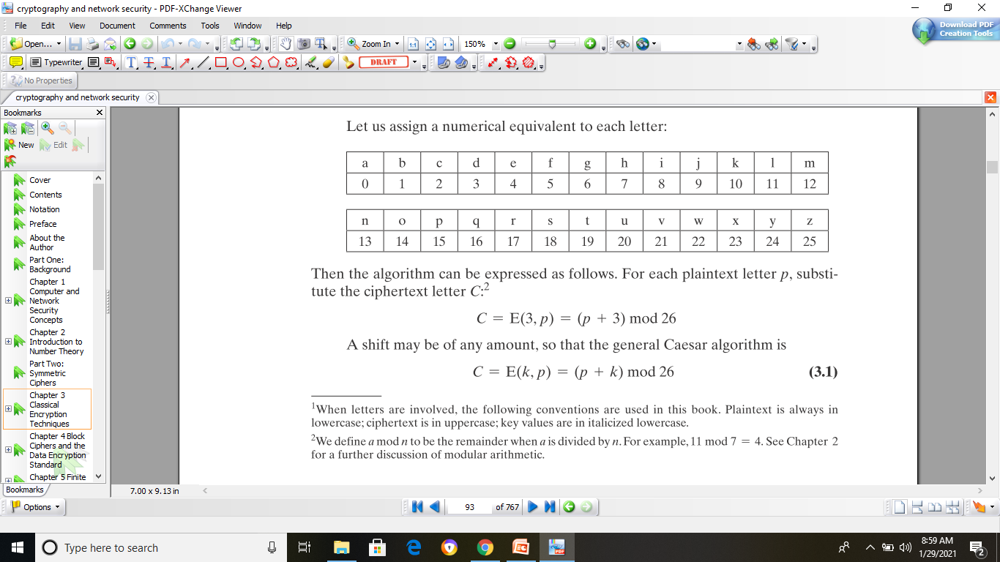 cryptography and network security - PDF-XChange Viewer
File Edit View Document Comments Tools Window Help
Open... Zoom In 150% Download PDF Creation Tools
Typewriter DRAFT
No Properties
cryptography and network security
Bookmarks
New Edit
Cover
Contents
Notation
Preface
About the
Author
Part One:
Background
Chapter 1
Computer and
Network
Security
Concepts
Chapter 2
Introduction to
Number Theory
Part Two:
Symmetric
Ciphers
Chapter 3
Classical
Encryption
Techniques
Chapter 4 Block
Ciphers and the
Data Encryption
Standard
Chapter 5 Finite
Bookmarks
Options
Let us assign a numerical equivalent to each letter:
a b c d e f g h i j k l m
0 1 2 3 4 5 6 7 8 9 10 11 12
n o p q r s t u v w x y z
13 14 15 16 17 18 19 20 21 22 23 24 25
Then the algorithm can be expressed as follows. For each plaintext letter p, substi-
tute the ciphertext letter C:2
C = E(3, p) = (p + 3) mod 26
A shift may be of any amount, so that the general Caesar algorithm is
C = E(k, p) = (p + k) mod 26 (3.1)
1When letters are involved, the following conventions are used in this book. Plaintext is always in
lowercase; ciphertext is in uppercase; key values are in italicized lowercase.
2We define a mod n to be the remainder when a is divided by n. For example, 11 mod 7 = 4. See Chapter 2
for a further discussion of modular arithmetic.
7.00 x 9.13 in
93 of 767
Type here to search
8:59 AM
1/29/2021
2